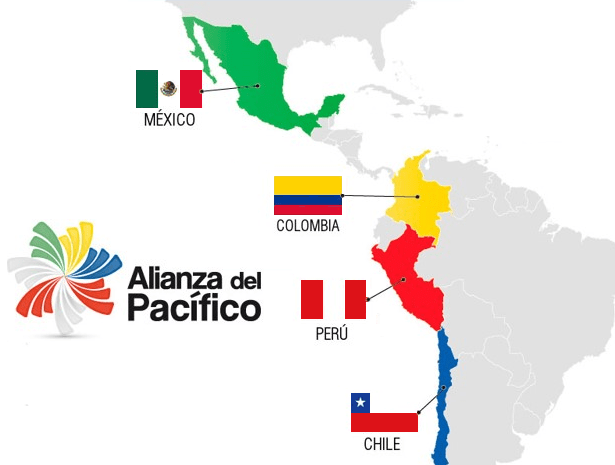 MÉXICO
COLOMBIA
Alianza del
Pacífico
PERÚ
CHILE